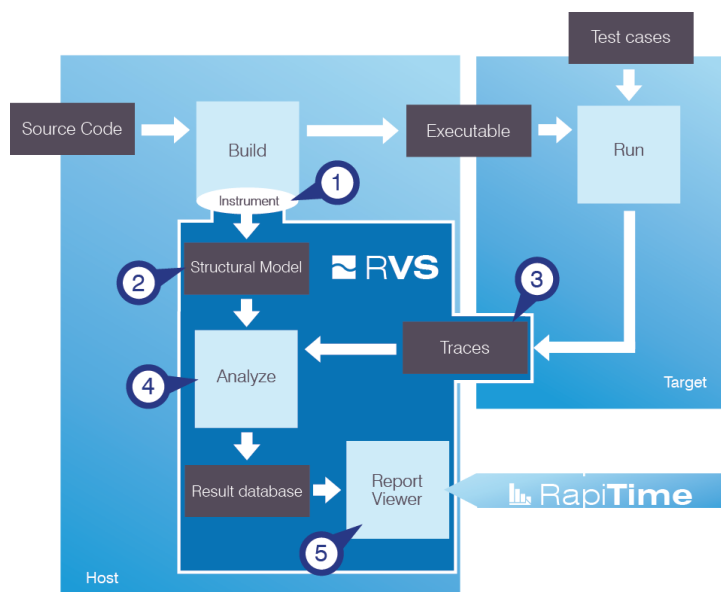 Test cases
Source Code
Build
Executable
Run
Instrument
1
2
Structural Model
RVS
3
Traces
4
Analyze
Target
Result database
Report
Viewer
RapiTime
5
Host